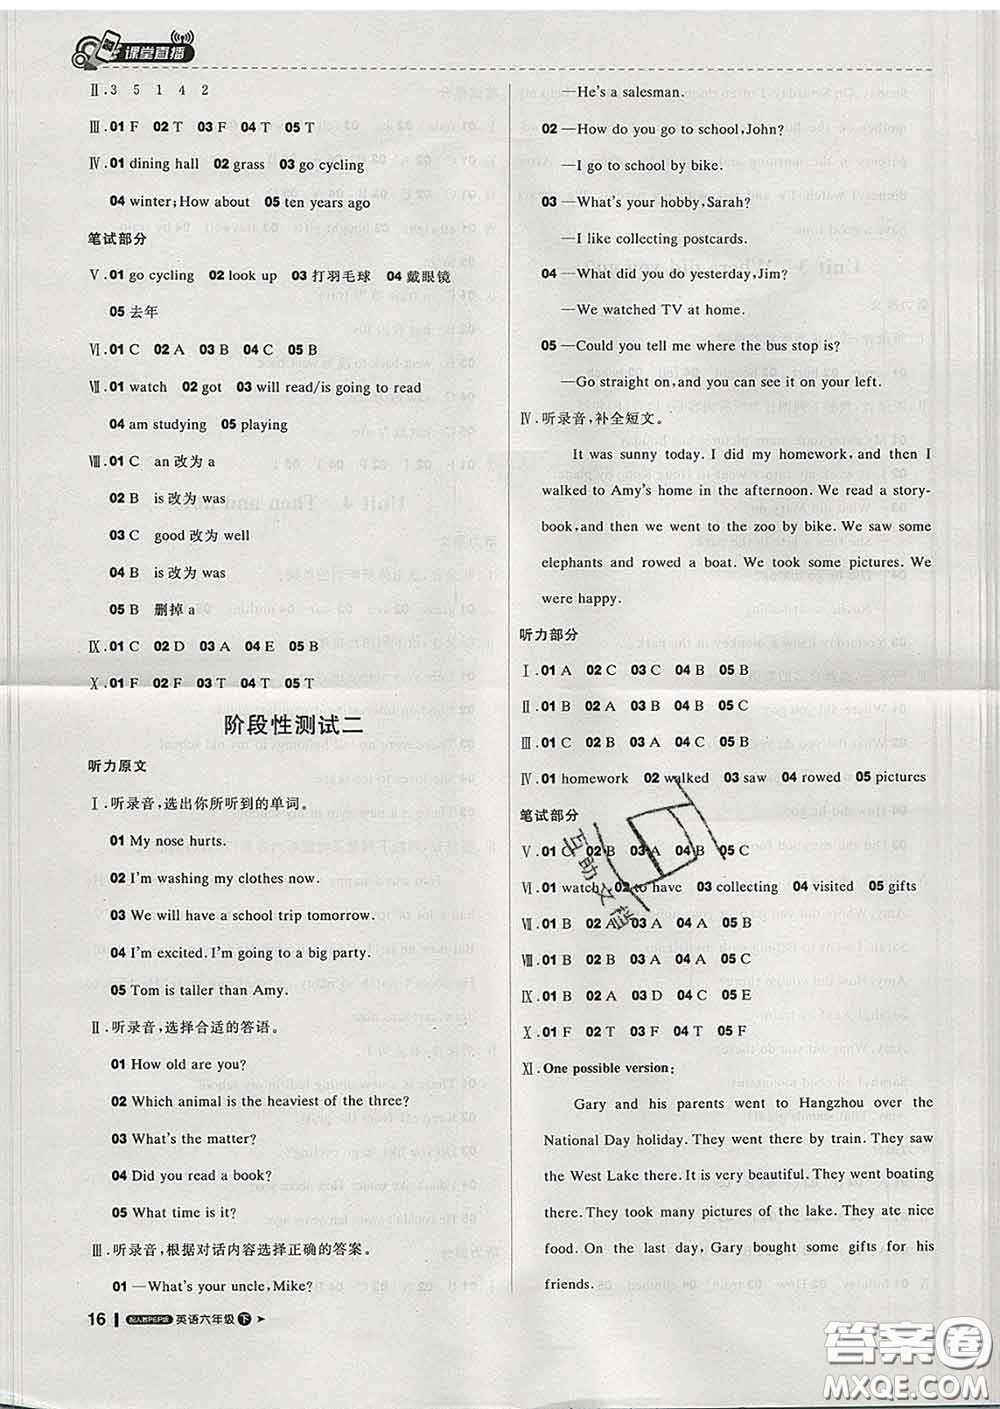 课堂直播
Ⅱ. 3 5 1 4 2
Ⅲ. 01 F 02 T 03 F 04 T 05 T
Ⅳ. 01 dining hall 02 grass 03 go cycling
04 winter; How about 05 ten years ago
笔试部分
Ⅴ. 01 go cycling 02 look up 03 打羽毛球 04 戴眼镜
05 去年
Ⅵ. 01 C 02 A 03 B 04 C 05 B
Ⅶ. 01 watch 02 got 03 will read/is going to read
04 am studying 05 playing
Ⅷ. 01 C an 改为 a
02 B is 改为 was
03 C good 改为 well
04 B is 改为 was
05 B 删掉 a
Ⅸ. 01 C 02 D 03 A 04 E 05 B
Ⅹ. 01 F 02 F 03 T 04 T 05 T
阶段性测试二
听力原文
Ⅰ. 听录音,选出你所听到的单词。
01 My nose hurts.
02 I'm washing my clothes now.
03 We will have a school trip tomorrow.
04 I'm excited. I'm going to a big party.
05 Tom is taller than Amy.
Ⅱ. 听录音,选择合适的答语。
01 How old are you?
02 Which animal is the heaviest of the three?
03 What's the matter?
04 Did you read a book?
05 What time is it?
Ⅲ. 听录音,根据对话内容选择正确的答案。
01 —What's your uncle, Mike?
16 配人教PEP版 英语六年级 下
—He's a salesman.
02 —How do you go to school, John?
—I go to school by bike.
03 —What's your hobby, Sarah?
—I like collecting postcards.
04 —What did you do yesterday, Jim?
—We watched TV at home.
05 —Could you tell me where the bus stop is?
—Go straight on, and you can see it on your left.
Ⅳ. 听录音,补全短文。
It was sunny today. I did my homework, and then I
walked to Amy's home in the afternoon. We read a story-
book, and then we went to the zoo by bike. We saw some
elephants and rowed a boat. We took some pictures. We
were happy.
听力部分
Ⅰ. 01 A 02 C 03 C 04 B 05 B
Ⅱ. 01 B 02 A 03 B 04 B 05 C
Ⅲ. 01 C 02 A 03 B 04 B 05 B
Ⅳ. 01 homework 02 walked 03 saw 04 rowed 05 pictures
笔试部分
Ⅴ. 01 C 02 B 03 A 04 B 05 C
Ⅵ. 01 watch 02 to have 03 collecting 04 visited 05 gifts
Ⅶ. 01 B 02 A 03 A 04 A 05 B
Ⅷ. 01 B 02 B 03 A 04 A 05 C
Ⅸ. 01 B 02 A 03 D 04 C 05 E
Ⅹ. 01 F 02 T 03 F 04 T 05 F
Ⅺ. One possible version:
Gary and his parents went to Hangzhou over the
National Day holiday. They went there by train. They saw
the West Lake there. It is very beautiful. They went boating
there. They took many pictures of the lake. They ate nice
food. On the last day, Gary bought some gifts for his
friends.
互助文档
答案圈
MXQE.COM